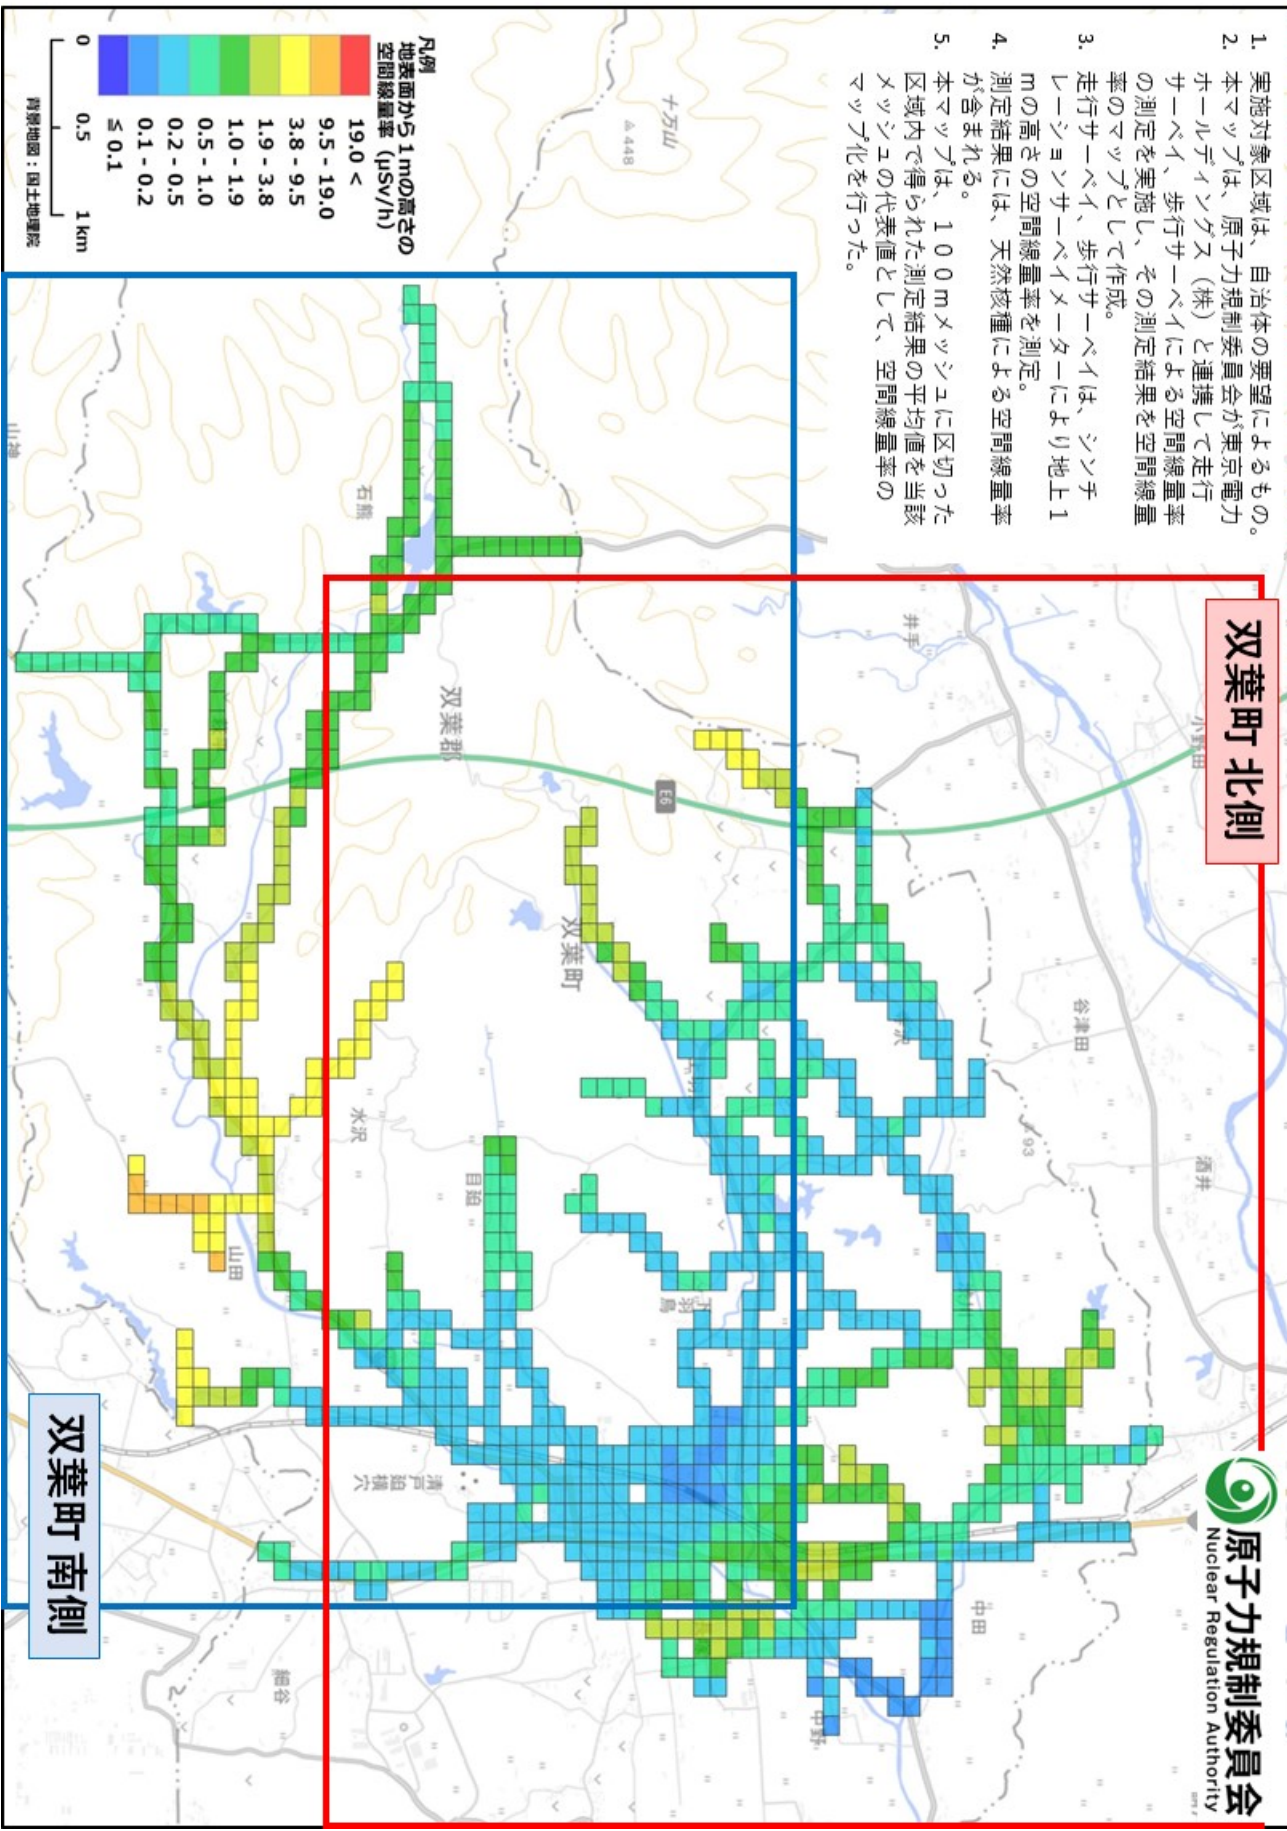 1. 実施対象区域は、自治体の要望によるもの。
2. 本マップは、原子力規制委員会が東京電力
ホールディングス（株）と連携して走行
サーベイ、歩行サーベイによる空間線量率
の測定を実施し、その測定結果を空間線量
率のマップとして作成。
3. 走行サーベイ、歩行サーベイは、シンチ
レーションサーベイメーターにより地上1
mの高さの空間線量率を測定。
4. 測定結果には、天然核種による空間線量率
が含まれる。
5. 本マップは、100mメッシュに区切った
区域内で得られた測定結果の平均値を当該
メッシュの代表値として、空間線量率の
マップ化を行った。
双葉町 北側
原子力規制委員会
Nuclear Regulation Authority
小野田
井手
谷津田
酒井
93
中田
中野
十万山
448
E6
双葉郡
双葉町
石熊
山神
水沢
目迫
下羽鳥
山田
清戸迫横穴
細谷
双葉町 南側
凡例
地表面から1mの高さの
空間線量率（μSv/h）
19.0 <
9.5 - 19.0
3.8 - 9.5
1.9 - 3.8
1.0 - 1.9
0.5 - 1.0
0.2 - 0.5
0.1 - 0.2
≤ 0.1
0 0.5 1km
背景地図：国土地理院